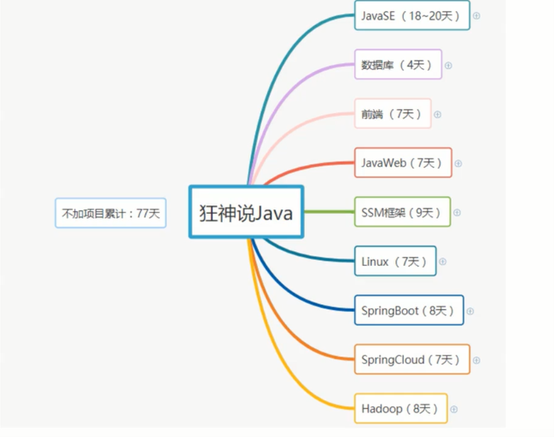 JavaSE（18~20天）
数据库（4天）
前端（7天）
JavaWeb（7天）
不加项目累计：77天
狂神说Java
SSM框架（9天）
Linux （7天）
SpringBoot（8天）
SpringCloud（7天）
Hadoop（8天）